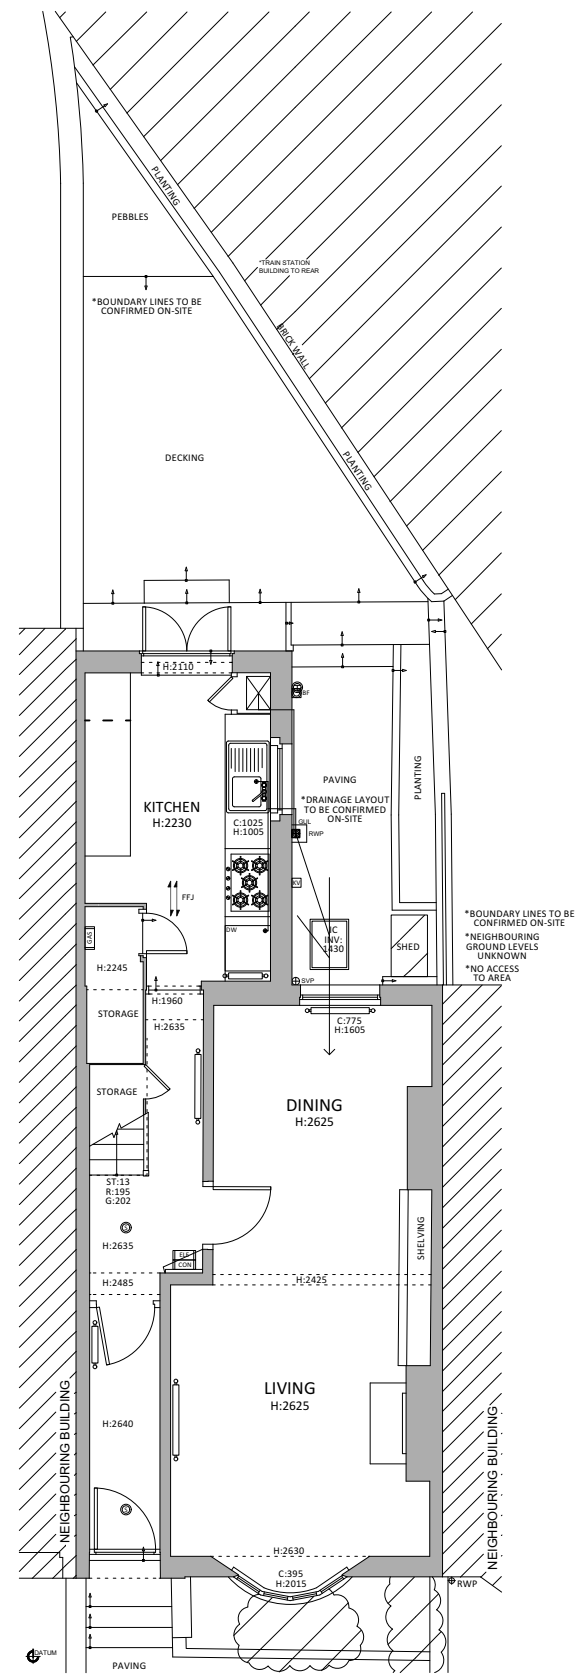 PLANTING
PEBBLES
*TRAIN STATION
BUILDING TO REAR
*BOUNDARY LINES TO BE
CONFIRMED ON-SITE
BRICK WALL
DECKING
PLANTING
H:2110
BF
KITCHEN
H:2230
PAVING
*DRAINAGE LAYOUT
TO BE CONFIRMED
ON-SITE
PLANTING
C:1025
H:1005
GUL
RWP
FFJ
KV
DW
GAS
IC
INV:
1430
SHED
*BOUNDARY LINES TO BE
CONFIRMED ON-SITE
*NEIGHBOURING
GROUND LEVELS
UNKNOWN
*NO ACCESS
TO AREA
H:2245
SVP
H:1960
STORAGE
H:2635
C:775
H:1605
STORAGE
DINING
H:2625
ST:13
R:195
G:202
S
H:2635
SHELVING
ELE
CON
H:2485
H:2425
LIVING
H:2625
H:2640
NEIGHBOURING BUILDING
NEIGHBOURING BUILDING
S
H:2630
C:395
H:2015
RWP
DATUM
PAVING